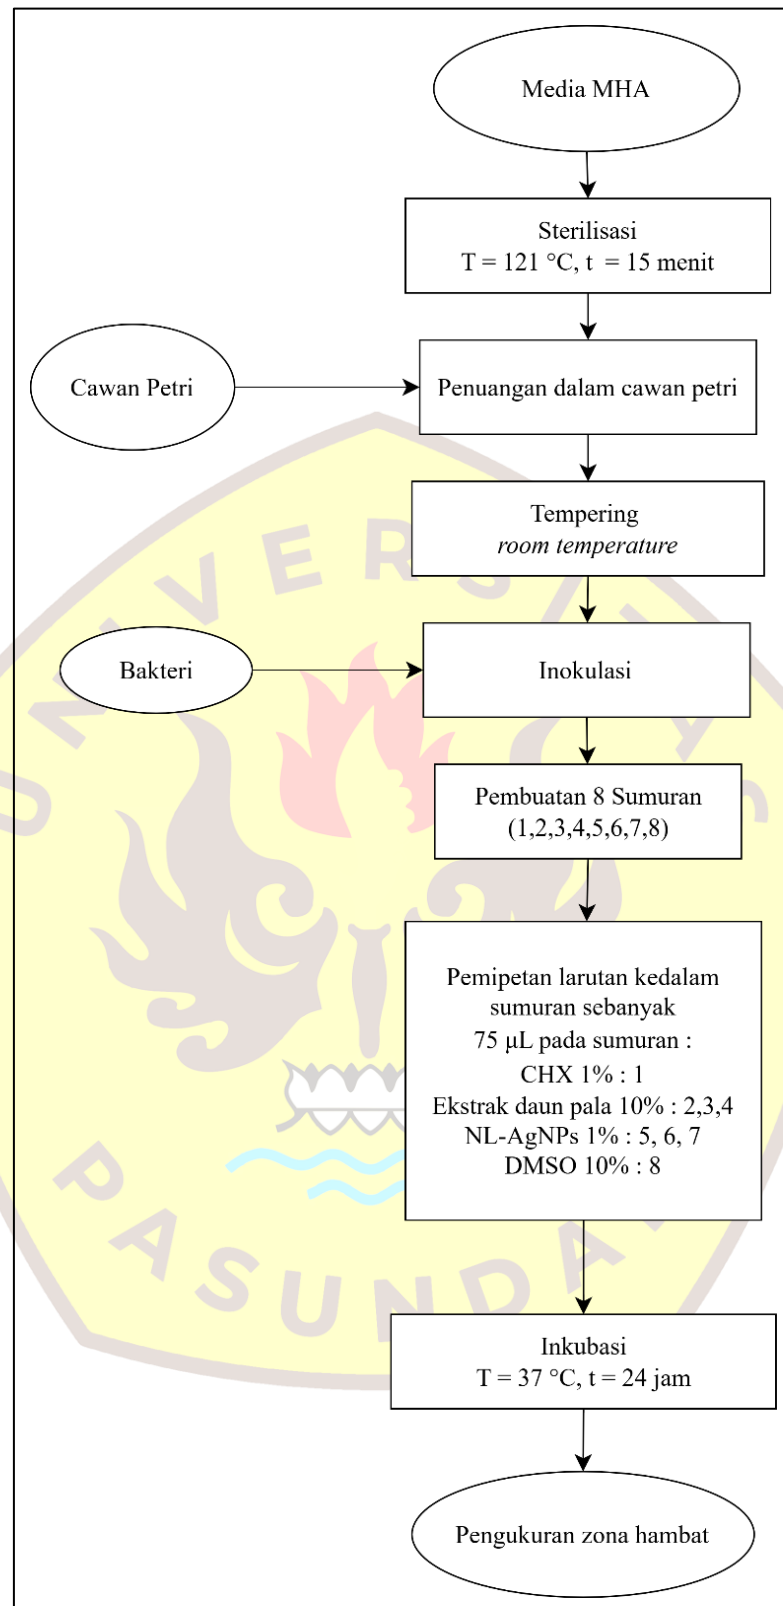 Media MHA
Sterilisasi
T = 121 °C, t = 15 menit
Cawan Petri
Penuangan dalam cawan petri
Tempering
room temperature
Bakteri
Inokulasi
Pembuatan 8 Sumuran
(1,2,3,4,5,6,7,8)
Pemipetan larutan kedalam
sumuran sebanyak
75 μL pada sumuran :
CHX 1% : 1
Ekstrak daun pala 10% : 2,3,4
NL-AgNPs 1% : 5, 6, 7
DMSO 10% : 8
Inkubasi
T = 37 °C, t = 24 jam
Pengukuran zona hambat
UNIVERSITAS
PASUNDAN